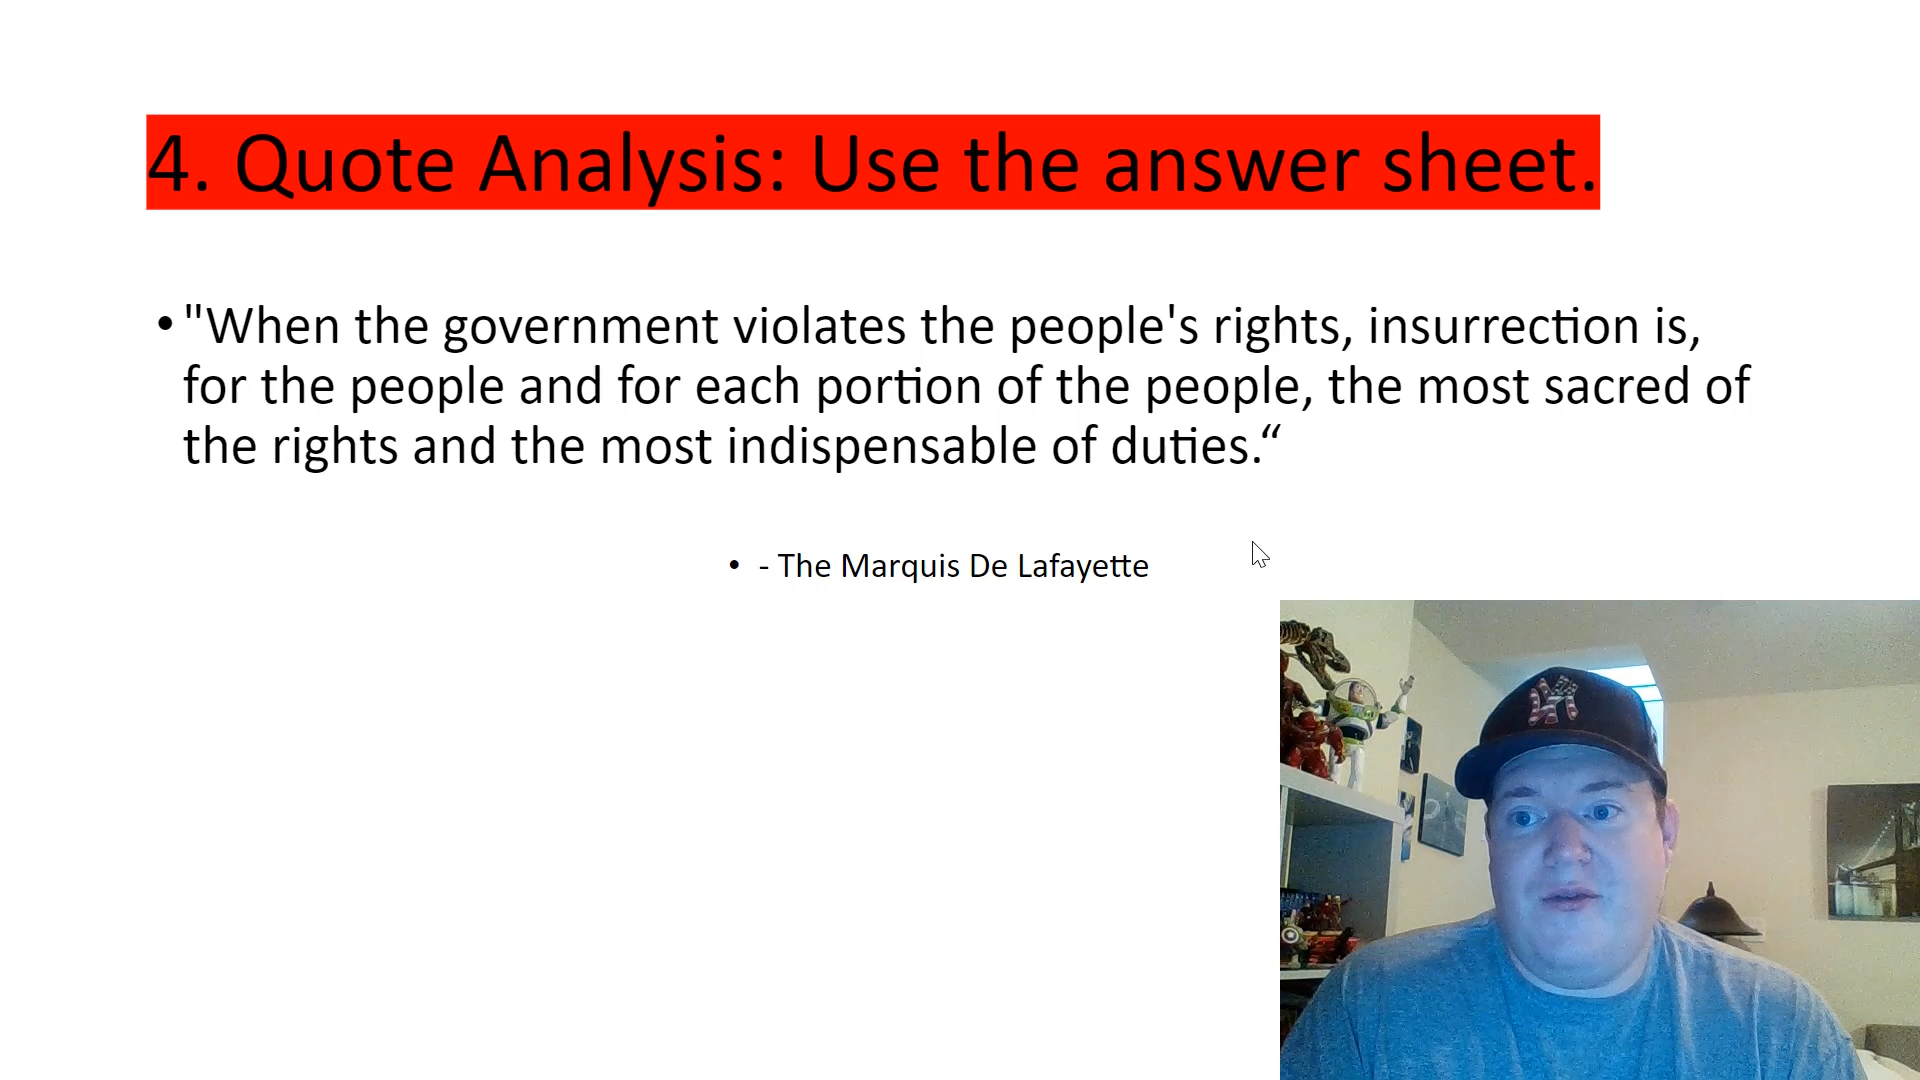 4. Quote Analysis: Use the answer sheet.
• "When the government violates the people's rights, insurrection is,
for the people and for each portion of the people, the most sacred of
the rights and the most indispensable of duties.“
• - The Marquis De Lafayette
NY